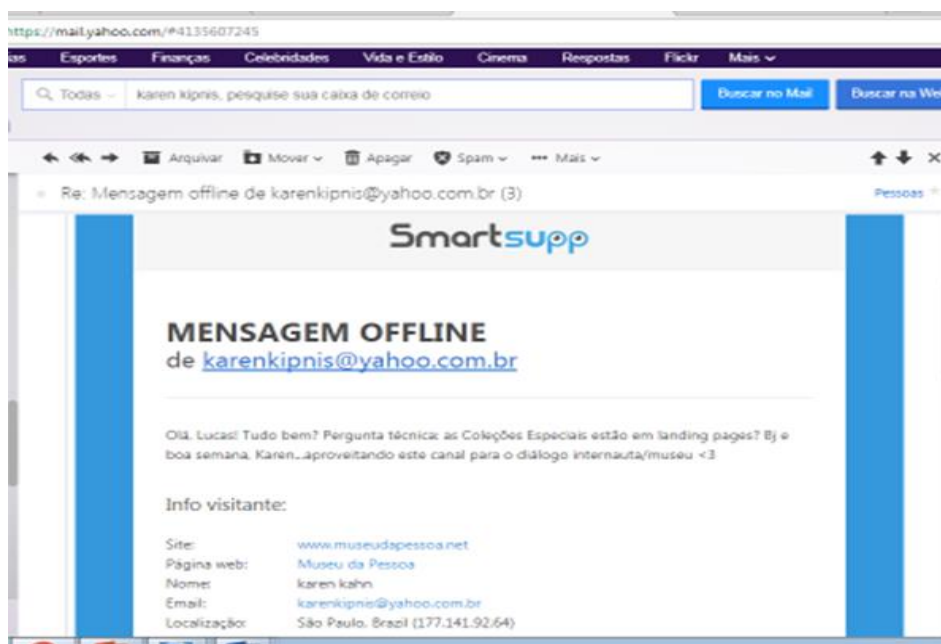 https://mail.yahoo.com/#4135607245
Esportes Finanças Celebridades Vida e Estilo Cinema Respostas Flickr Mais
Todas karen kipnis, pesquise sua caixa de correio Buscar no Mail Buscar na We
Arquivar Mover Apagar Spam Mais
Re: Mensagem offline de karenkipnis@yahoo.com.br (3) Pessoas
Smartsupp
MENSAGEM OFFLINE
de karenkipnis@yahoo.com.br
Olá, Lucas! Tudo bem? Pergunta técnica: as Coleções Especiais estão em landing pages? Bj e
boa semana, Karen...aproveitando este canal para o diálogo internauta/museu <3
Info visitante:
Site: www.museudapessoa.net
Página web: Museu da Pessoa
Nome: karen kahn
Email: karenkipnis@yahoo.com.br
Localização: São Paulo, Brazil (177.141.92.64)